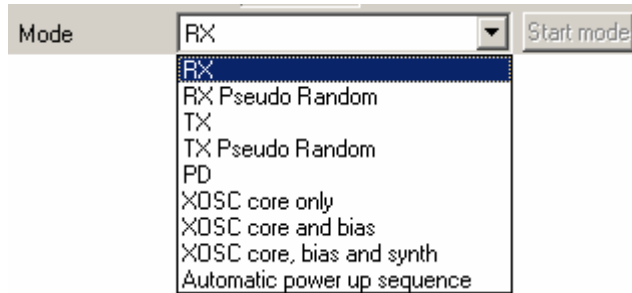 Mode RX Start mode
RX
RX Pseudo Random
TX
TX Pseudo Random
PD
XOSC core only
XOSC core and bias
XOSC core, bias and synth
Automatic power up sequence